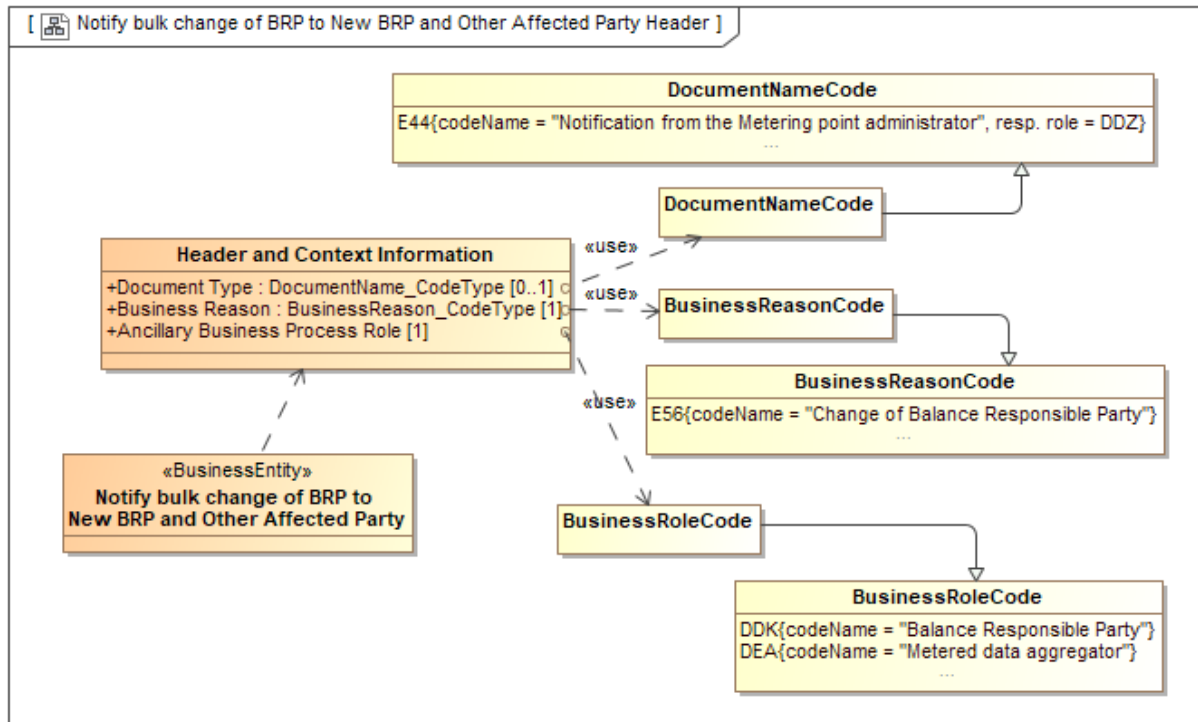 [ Notify bulk change of BRP to New BRP and Other Affected Party Header ]
DocumentNameCode
E44{codeName = "Notification from the Metering point administrator", resp. role = DDZ}
...
DocumentNameCode
«use»
Header and Context Information
+Document Type : DocumentName_CodeType [0..1]
+Business Reason : BusinessReason_CodeType [1]
+Ancillary Business Process Role [1]
«use»
BusinessReasonCode
BusinessReasonCode
E56{codeName = "Change of Balance Responsible Party"}
...
«use»
«BusinessEntity»
Notify bulk change of BRP to
New BRP and Other Affected Party
BusinessRoleCode
BusinessRoleCode
DDK{codeName = "Balance Responsible Party"}
DEA{codeName = "Metered data aggregator"}
...